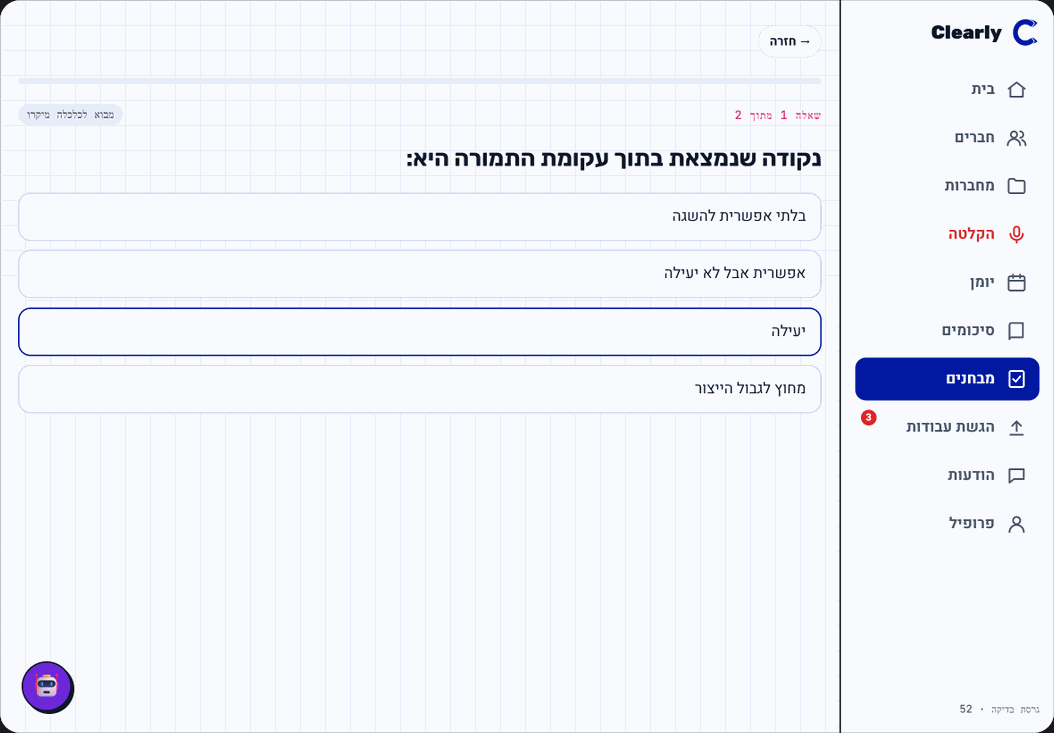 Clearly
בית
חברים
מחברות
הקלטה
יומן
סיכומים
מבחנים
הגשת עבודות
3
הודעות
פרופיל
גרסת בדיקה · 52
→ חזרה
שאלה 1 מתוך 2
מבוא לכלכלה מיקרו
נקודה שנמצאת בתוך עקומת התמורה היא:
בלתי אפשרית להשגה
אפשרית אבל לא יעילה
יעילה
מחוץ לגבול הייצור